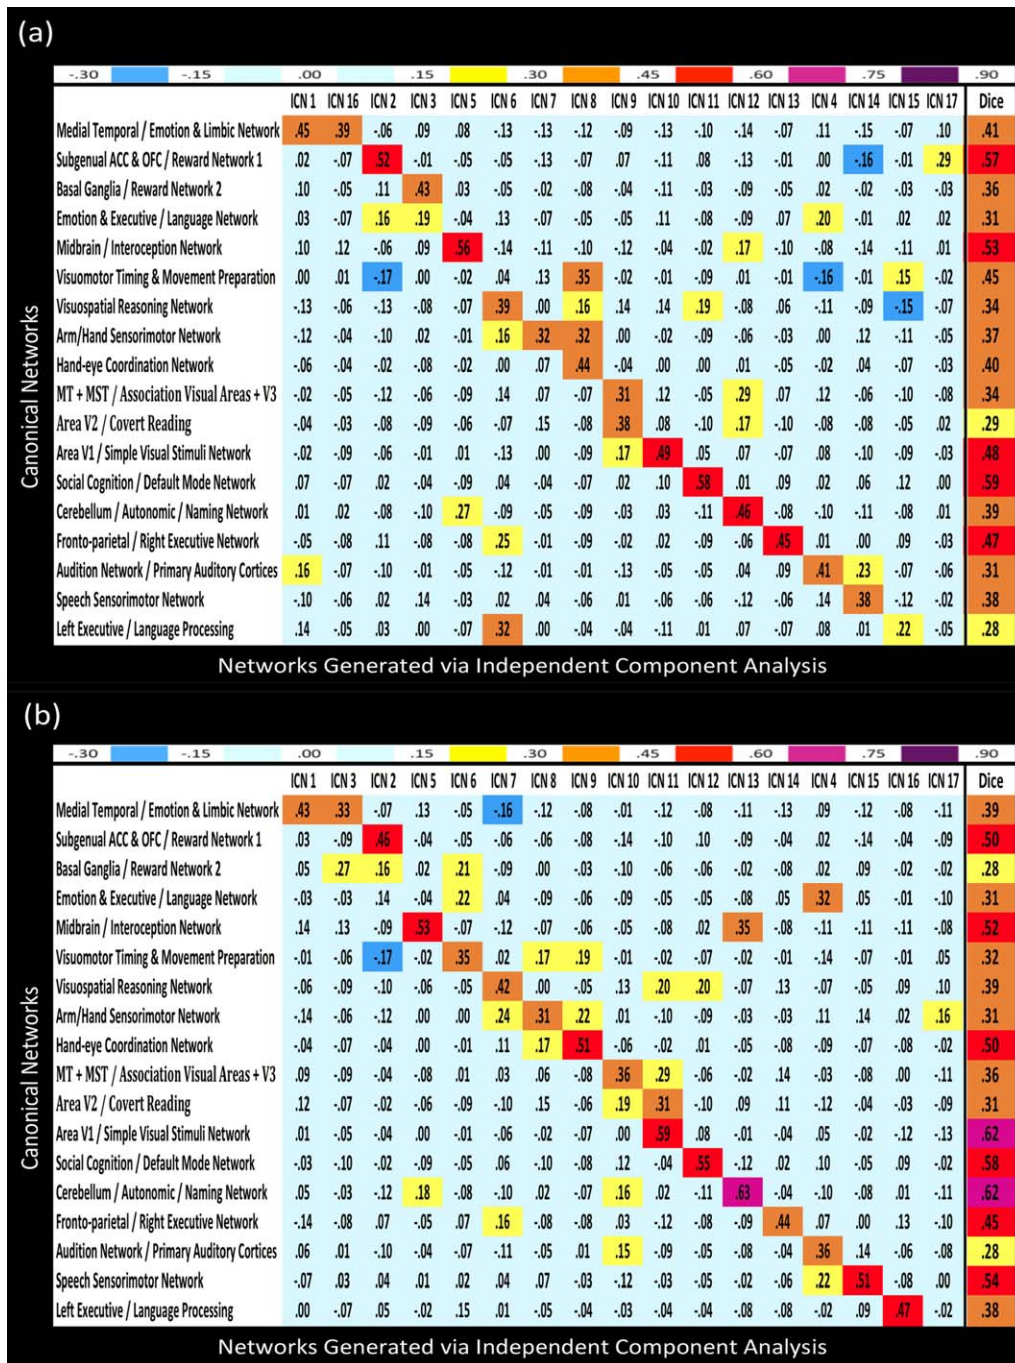 (a)
-.30 -.15 .00 .15 .30 .45 .60 .75 .90
ICN 1 ICN 16 ICN 2 ICN 3 ICN 5 ICN 6 ICN 7 ICN 8 ICN 9 ICN 10 ICN 11 ICN 12 ICN 13 ICN 4 ICN 14 ICN 15 ICN 17 Dice
Medial Temporal / Emotion & Limbic Network .45 .39 -.06 .09 .08 -.13 -.13 -.12 -.09 -.13 -.10 -.14 -.07 .11 -.15 -.07 .10 .41
Subgenual ACC & OFC / Reward Network 1 .02 -.07 .52 -.01 -.05 -.05 -.13 -.07 .07 -.11 .08 -.13 -.01 .00 -.16 -.01 .29 .57
Basal Ganglia / Reward Network 2 .10 -.05 .11 .43 .03 -.05 -.02 -.08 -.04 -.11 -.03 -.09 -.05 .02 -.02 -.03 -.03 .36
Emotion & Executive / Language Network .03 -.07 .16 .19 -.04 .13 -.07 -.05 -.05 .11 -.08 -.09 -.07 .20 -.01 .02 .02 .31
Midbrain / Interoception Network .10 .12 -.06 .09 .56 -.14 -.11 -.10 -.12 -.04 -.02 .17 -.10 -.08 -.14 -.11 .01 .53
Visuomotor Timing & Movement Preparation .00 .01 -.17 .00 -.02 .04 .13 .35 -.02 -.01 -.09 .01 -.01 -.16 -.01 .15 -.02 .45
Visuospatial Reasoning Network -.13 -.06 -.13 -.08 -.07 .39 .00 .16 .14 .14 .19 -.08 .06 -.11 -.09 -.15 -.07 .34
Arm/Hand Sensorimotor Network -.12 -.04 -.10 .02 -.01 .16 .32 .32 .00 -.02 -.09 -.06 -.03 .00 .12 -.11 -.05 .37
Hand-eye Coordination Network -.06 -.04 -.02 -.08 -.02 .00 .07 .44 -.04 .00 .00 .01 .05 -.02 .04 -.07 -.03 .40
MT + MST / Association Visual Areas + V3 -.02 -.05 -.12 -.06 -.09 .14 .07 -.07 .31 .12 -.05 .29 .07 -.12 -.06 -.10 -.08 .34
Area V2 / Covert Reading -.04 -.03 -.08 -.09 -.06 -.07 .15 -.04 .38 .08 -.10 .17 -.04 -.08 -.08 -.05 .02 .29
Area V1 / Simple Visual Stimuli Network -.02 -.09 -.06 -.01 .01 -.13 .00 -.09 .17 .49 .05 .07 -.07 .08 -.10 -.09 -.03 .48
Social Cognition / Default Mode Network .07 -.07 .02 -.04 -.09 .04 -.04 -.07 .02 .10 .58 .01 .09 .02 .06 .12 .00 .59
Cerebellum / Autonomic / Naming Network .01 .02 -.08 -.10 .27 -.09 -.05 -.09 -.03 .03 -.11 .46 -.08 -.10 -.11 -.08 .01 .39
Fronto-parietal / Right Executive Network -.05 -.08 .11 -.08 -.08 .25 -.01 -.09 -.02 .02 -.09 -.06 .45 .01 .00 .09 -.03 .47
Audition Network / Primary Auditory Cortices .16 -.07 -.10 -.01 -.05 -.12 -.01 -.01 -.13 -.05 -.05 .04 .09 .41 .23 -.07 -.06 .31
Speech Sensorimotor Network -.10 -.06 .02 .14 -.03 .02 .04 -.06 .01 -.06 -.06 -.12 -.06 .14 .38 -.12 -.02 .38
Left Executive / Language Processing .14 -.05 .03 .00 -.07 .32 .00 -.04 -.04 -.11 .01 .07 -.07 .08 .01 .22 -.05 .28
Canonical Networks
Networks Generated via Independent Component Analysis
(b)
-.30 -.15 .00 .15 .30 .45 .60 .75 .90
ICN 1 ICN 3 ICN 2 ICN 5 ICN 6 ICN 7 ICN 8 ICN 9 ICN 10 ICN 11 ICN 12 ICN 13 ICN 14 ICN 4 ICN 15 ICN 16 ICN 17 Dice
Medial Temporal / Emotion & Limbic Network .43 .33 -.07 .13 -.05 -.16 -.12 -.08 -.01 -.12 -.08 -.11 -.13 .09 -.12 -.08 -.11 .39
Subgenual ACC & OFC / Reward Network 1 .03 -.09 .46 -.04 -.05 -.06 -.06 -.08 -.14 -.10 .10 -.09 -.04 .02 -.14 -.04 -.09 .50
Basal Ganglia / Reward Network 2 .05 .27 .16 .02 .21 -.09 .00 -.03 -.10 -.06 -.06 -.02 -.08 .02 .09 -.02 -.02 .28
Emotion & Executive / Language Network -.03 -.03 .14 -.04 .22 .04 -.09 -.06 -.09 -.03 -.05 -.08 .05 .32 .05 -.01 -.10 .31
Midbrain / Interoception Network .14 .13 -.09 .53 -.07 -.12 -.07 -.06 -.05 -.08 .02 .35 -.08 -.11 -.11 -.11 -.08 .52
Visuomotor Timing & Movement Preparation -.01 -.06 -.17 -.02 .35 .02 .17 .19 -.01 -.02 -.07 -.02 -.01 -.14 -.07 -.01 .05 .32
Visuospatial Reasoning Network -.06 -.09 -.10 -.06 -.05 .42 .00 -.05 .13 .20 .20 -.07 .13 -.07 -.05 .09 .10 .39
Arm/Hand Sensorimotor Network -.14 -.06 -.12 .00 .00 .24 .31 .22 .01 -.10 -.09 -.03 -.03 .11 .14 .02 .16 .31
Hand-eye Coordination Network -.04 -.07 -.04 .00 -.01 .11 .17 .51 -.06 -.02 .01 -.05 -.08 -.09 -.07 -.08 -.02 .50
MT + MST / Association Visual Areas + V3 .09 -.09 -.04 -.08 .01 .03 .06 -.08 .36 .29 -.06 -.02 .14 -.03 -.08 .00 -.11 .36
Area V2 / Covert Reading .12 -.07 -.02 -.06 -.09 -.10 .15 -.06 .19 .31 -.10 .09 .11 -.12 -.04 -.03 -.09 .31
Area V1 / Simple Visual Stimuli Network .01 -.05 -.04 .00 -.01 -.06 -.02 -.07 .00 .59 .08 -.01 -.04 .05 -.02 -.12 -.13 .62
Social Cognition / Default Mode Network -.03 -.10 -.02 -.09 -.05 .06 -.10 -.08 .12 -.04 .55 -.12 .02 .10 -.05 .09 -.02 .58
Cerebellum / Autonomic / Naming Network .05 -.03 -.12 .18 -.08 -.10 .02 -.07 .16 .02 -.11 .63 -.04 -.10 -.08 .01 -.11 .62
Fronto-parietal / Right Executive Network -.14 -.08 .07 -.05 .07 .16 -.08 -.08 .03 -.12 -.08 -.09 .44 .07 .00 .13 -.10 .45
Audition Network / Primary Auditory Cortices .06 .01 -.10 -.04 -.07 -.11 -.05 .01 .15 -.09 -.05 -.08 -.04 .36 .14 -.06 -.08 .28
Speech Sensorimotor Network -.07 .03 .04 .01 .02 .04 .07 -.03 -.12 -.03 -.05 -.02 -.06 .22 .51 -.08 .00 .54
Left Executive / Language Processing .00 -.07 .05 -.02 .15 .01 -.05 -.04 -.03 -.04 -.04 -.08 -.08 -.02 .09 .47 -.02 .38
Canonical Networks
Networks Generated via Independent Component Analysis